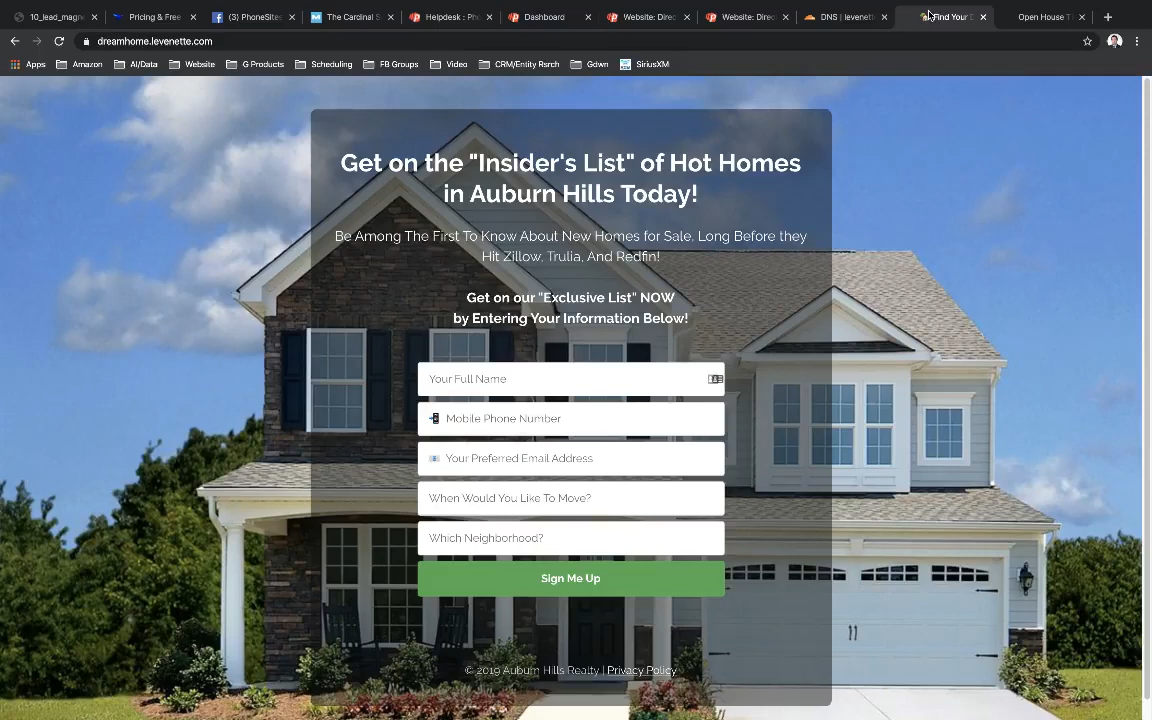 10_lead_magn
Pricing & Free
(3) PhoneSites
The Cardinal S
Helpdesk : Ph
Dashboard
Website: Direc
Website: Direc
DNS | levenett
Find Your D
Open House T
dreamhome.levenette.com
Apps
Amazon
AI/Data
Website
G Products
Scheduling
FB Groups
Video
CRM/Entity Rsrch
Gdwn
SiriusXM
Get on the "Insider's List" of Hot Homes
in Auburn Hills Today!
Be Among The First To Know About New Homes for Sale, Long Before they
Hit Zillow, Trulia, And Redfin!
Get on our "Exclusive List" NOW
by Entering Your Information Below!
Your Full Name
Mobile Phone Number
Your Preferred Email Address
When Would You Like To Move?
Which Neighborhood?
Sign Me Up
© 2019 Auburn Hills Realty | Privacy Policy